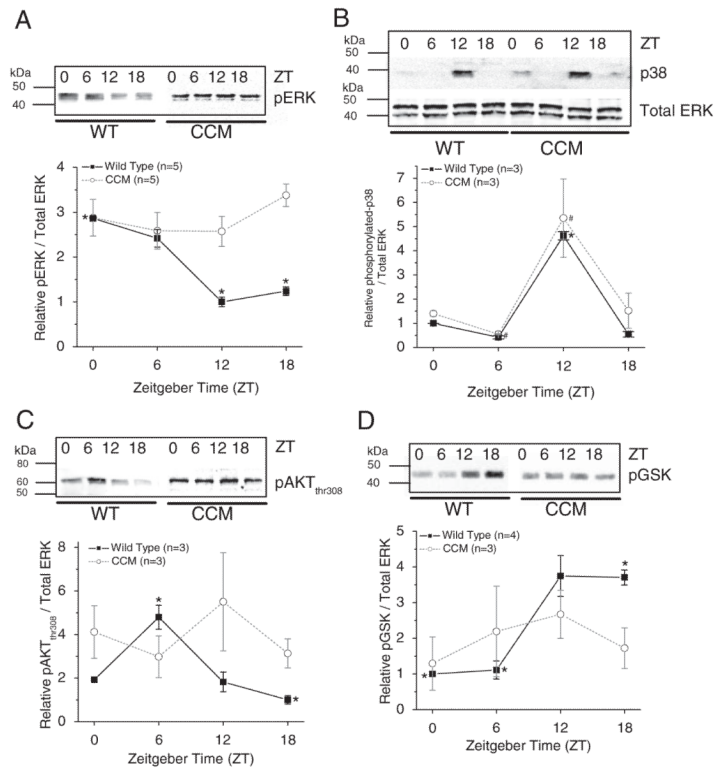 A
kDa
50
40
0 6 12 18 0 6 12 18 ZT
pERK
WT CCM
Wild Type (n=5)
CCM (n=5)
Relative pERK / Total ERK
4
3
2
1
0
* * *
0 6 12 18
Zeitgeber Time (ZT)
B
kDa
50
40
50
40
0 6 12 18 0 6 12 18 ZT
p38
Total ERK
WT CCM
Wild Type (n=3)
CCM (n=3)
Relative phosphorylated-p38
/ Total ERK
7
6
5
4
3
2
1
0
#
*
#
0 6 12 18
Zeitgeber Time (ZT)
C
kDa
80
60
50
0 6 12 18 0 6 12 18 ZT
pAKTthr308
WT CCM
Wild Type (n=3)
CCM (n=3)
Relative pAKTthr308 / Total ERK
8
6
4
2
0
* *
0 6 12 18
Zeitgeber Time (ZT)
D
kDa
50
40
0 6 12 18 0 6 12 18 ZT
pGSK
WT CCM
Wild Type (n=4)
CCM (n=3)
Relative pGSK / Total ERK
5
4
3
2
1
0
* * *
0 6 12 18
Zeitgeber Time (ZT)